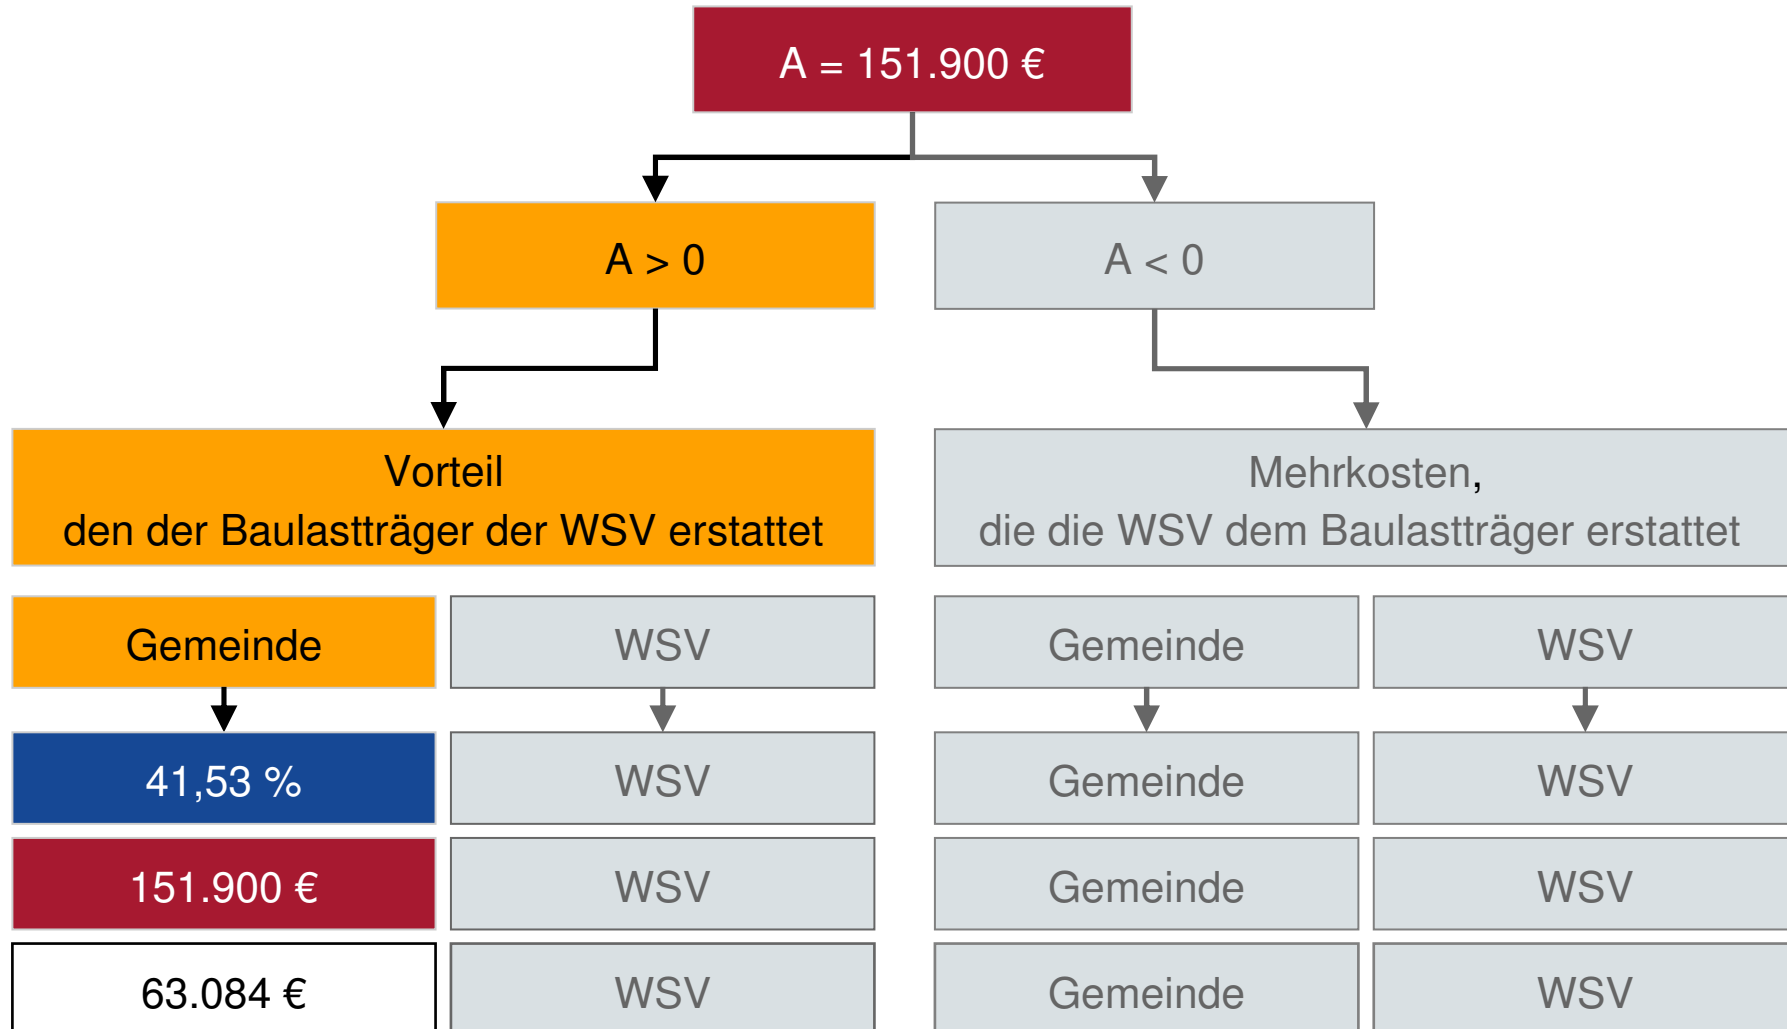 A = 151.900 €
A > 0
A < 0
Vorteil
den der Baulastträger der WSV erstattet
Mehrkosten,
die die WSV dem Baulastträger erstattet
Gemeinde
WSV
Gemeinde
WSV
41,53 %
WSV
Gemeinde
WSV
151.900 €
WSV
Gemeinde
WSV
63.084 €
WSV
Gemeinde
WSV